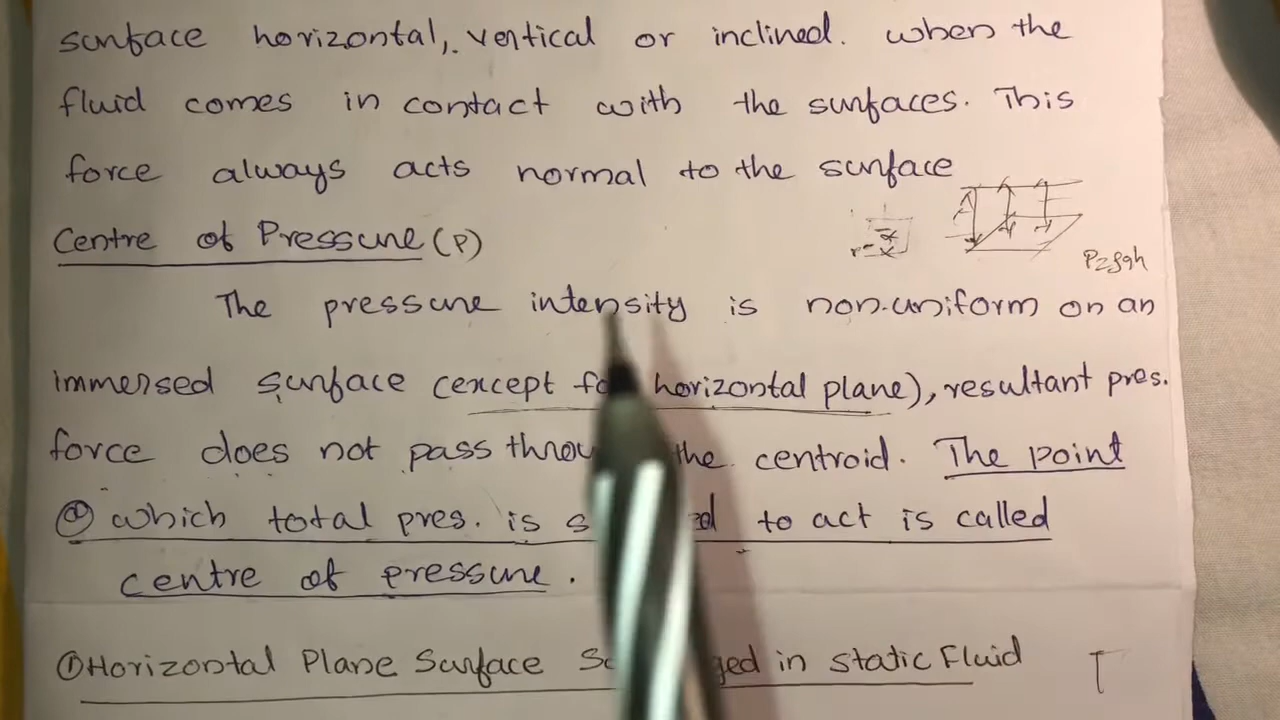 surface horizontal, vertical or inclined. when the
fluid comes in contact with the surfaces. This
force always acts normal to the surface
Centre of Pressure (P)
P=ρgh
The pressure intensity is non-uniform on an
immersed surface (except for horizontal plane), resultant pres.
force does not pass through the centroid. The point
@ which total pres. is to act is called
centre of pressure.
① Horizontal Plane Surface in static Fluid